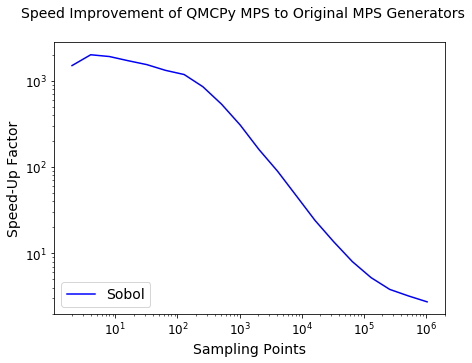 Speed Improvement of QMCPy MPS to Original MPS Generators
10³
10²
10¹
Speed-Up Factor
Sobol
10¹ 10² 10³ 10⁴ 10⁵ 10⁶
Sampling Points